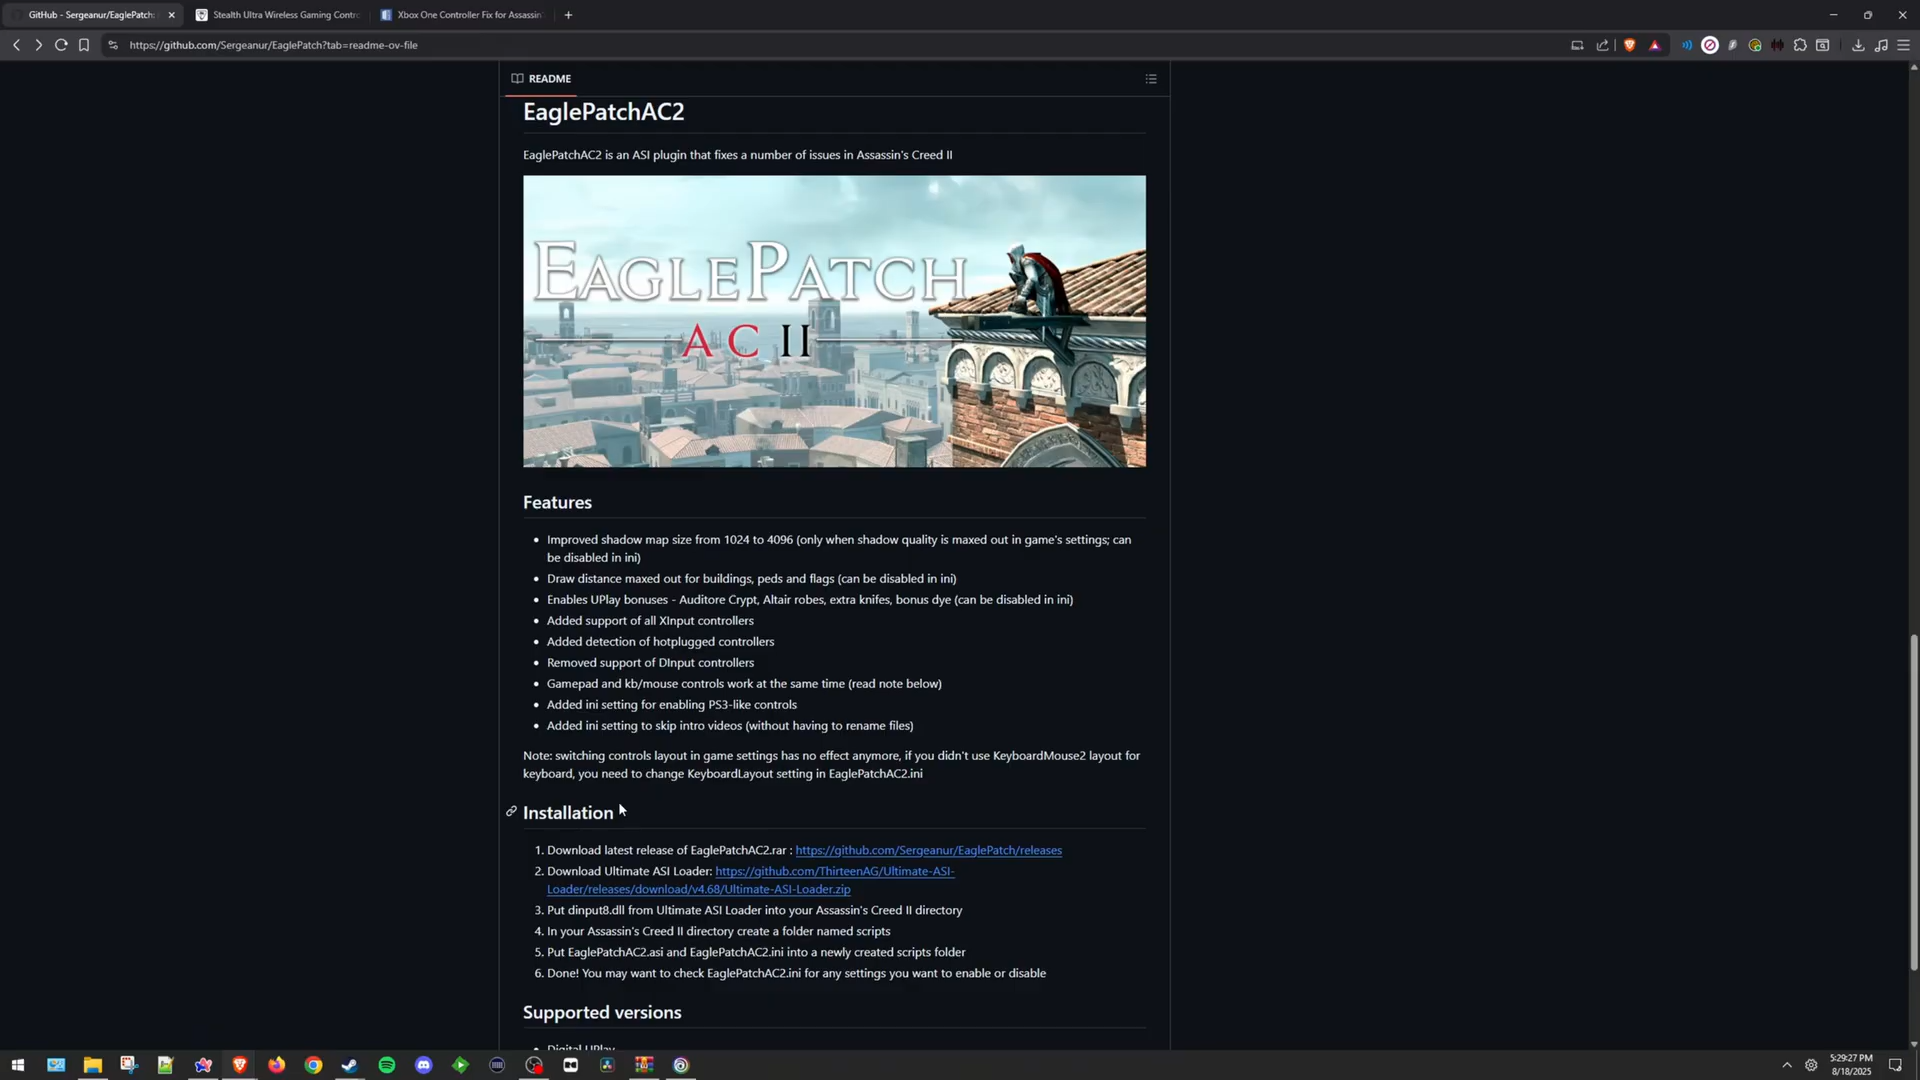 GitHub - Sergeanur/EaglePatch:
Stealth Ultra Wireless Gaming Contro
Xbox One Controller Fix for Assassin
https://github.com/Sergeanur/EaglePatch?tab=readme-ov-file
README
EaglePatchAC2
EaglePatchAC2 is an ASI plugin that fixes a number of issues in Assassin's Creed II
EAGLEPATCH
AC II
Features
• Improved shadow map size from 1024 to 4096 (only when shadow quality is maxed out in game's settings; can
be disabled in ini)
• Draw distance maxed out for buildings, peds and flags (can be disabled in ini)
• Enables UPlay bonuses - Auditore Crypt, Altair robes, extra knifes, bonus dye (can be disabled in ini)
• Added support of all XInput controllers
• Added detection of hotplugged controllers
• Removed support of DInput controllers
• Gamepad and kb/mouse controls work at the same time (read note below)
• Added ini setting for enabling PS3-like controls
• Added ini setting to skip intro videos (without having to rename files)
Note: switching controls layout in game settings has no effect anymore, if you didn't use KeyboardMouse2 layout for
keyboard, you need to change KeyboardLayout setting in EaglePatchAC2.ini
Installation
1. Download latest release of EaglePatchAC2.rar : https://github.com/Sergeanur/EaglePatch/releases
2. Download Ultimate ASI Loader: https://github.com/ThirteenAG/Ultimate-ASI-
Loader/releases/download/v4.68/Ultimate-ASI-Loader.zip
3. Put dinput8.dll from Ultimate ASI Loader into your Assassin's Creed II directory
4. In your Assassin's Creed II directory create a folder named scripts
5. Put EaglePatchAC2.asi and EaglePatchAC2.ini into a newly created scripts folder
6. Done! You may want to check EaglePatchAC2.ini for any settings you want to enable or disable
Supported versions
• Digital UPlay
5:29:27 PM
8/18/2025